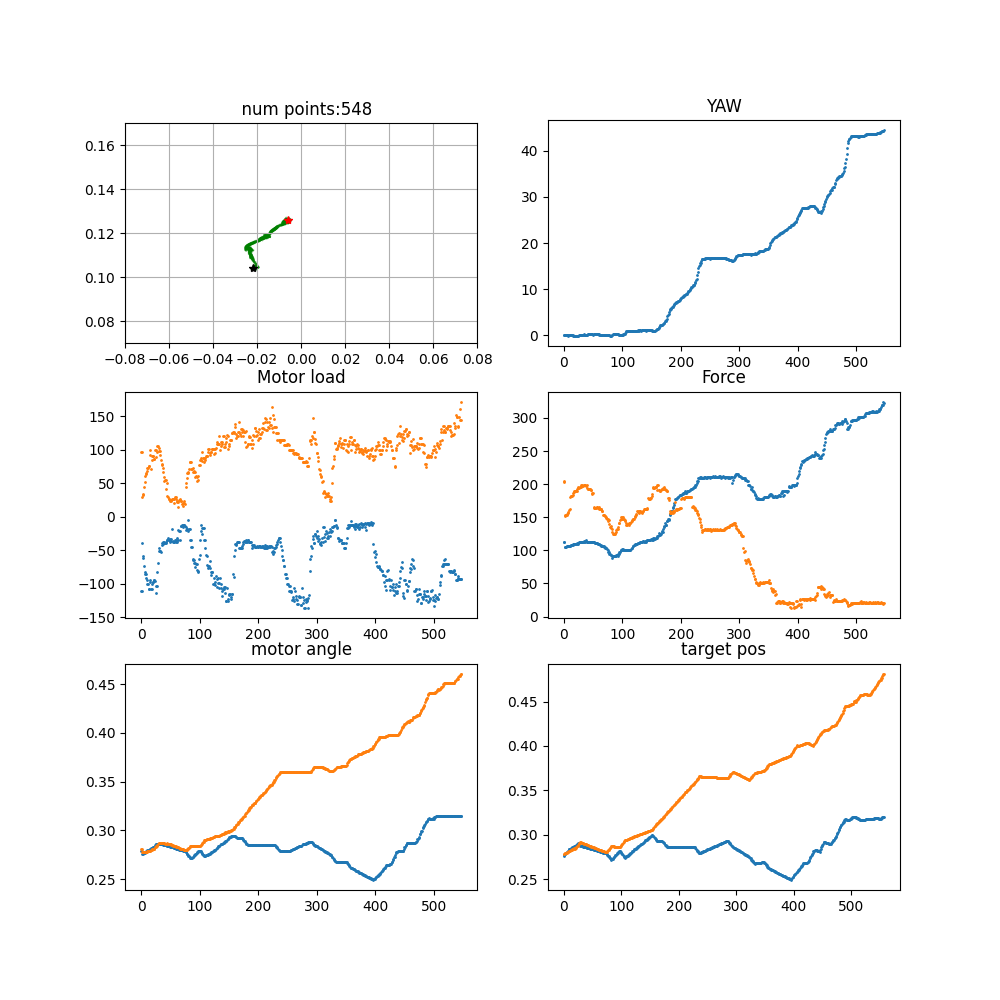 num points:548
0.16
0.14
0.12
0.10
0.08
−0.08 −0.06 −0.04 −0.02 0.00 0.02 0.04 0.06 0.08
YAW
40
30
20
10
0
0 100 200 300 400 500
Motor load
150
100
50
0
−50
−100
−150
0 100 200 300 400 500
Force
300
250
200
150
100
50
0
0 100 200 300 400 500
motor angle
0.45
0.40
0.35
0.30
0.25
0 100 200 300 400 500
target pos
0.45
0.40
0.35
0.30
0.25
0 100 200 300 400 500